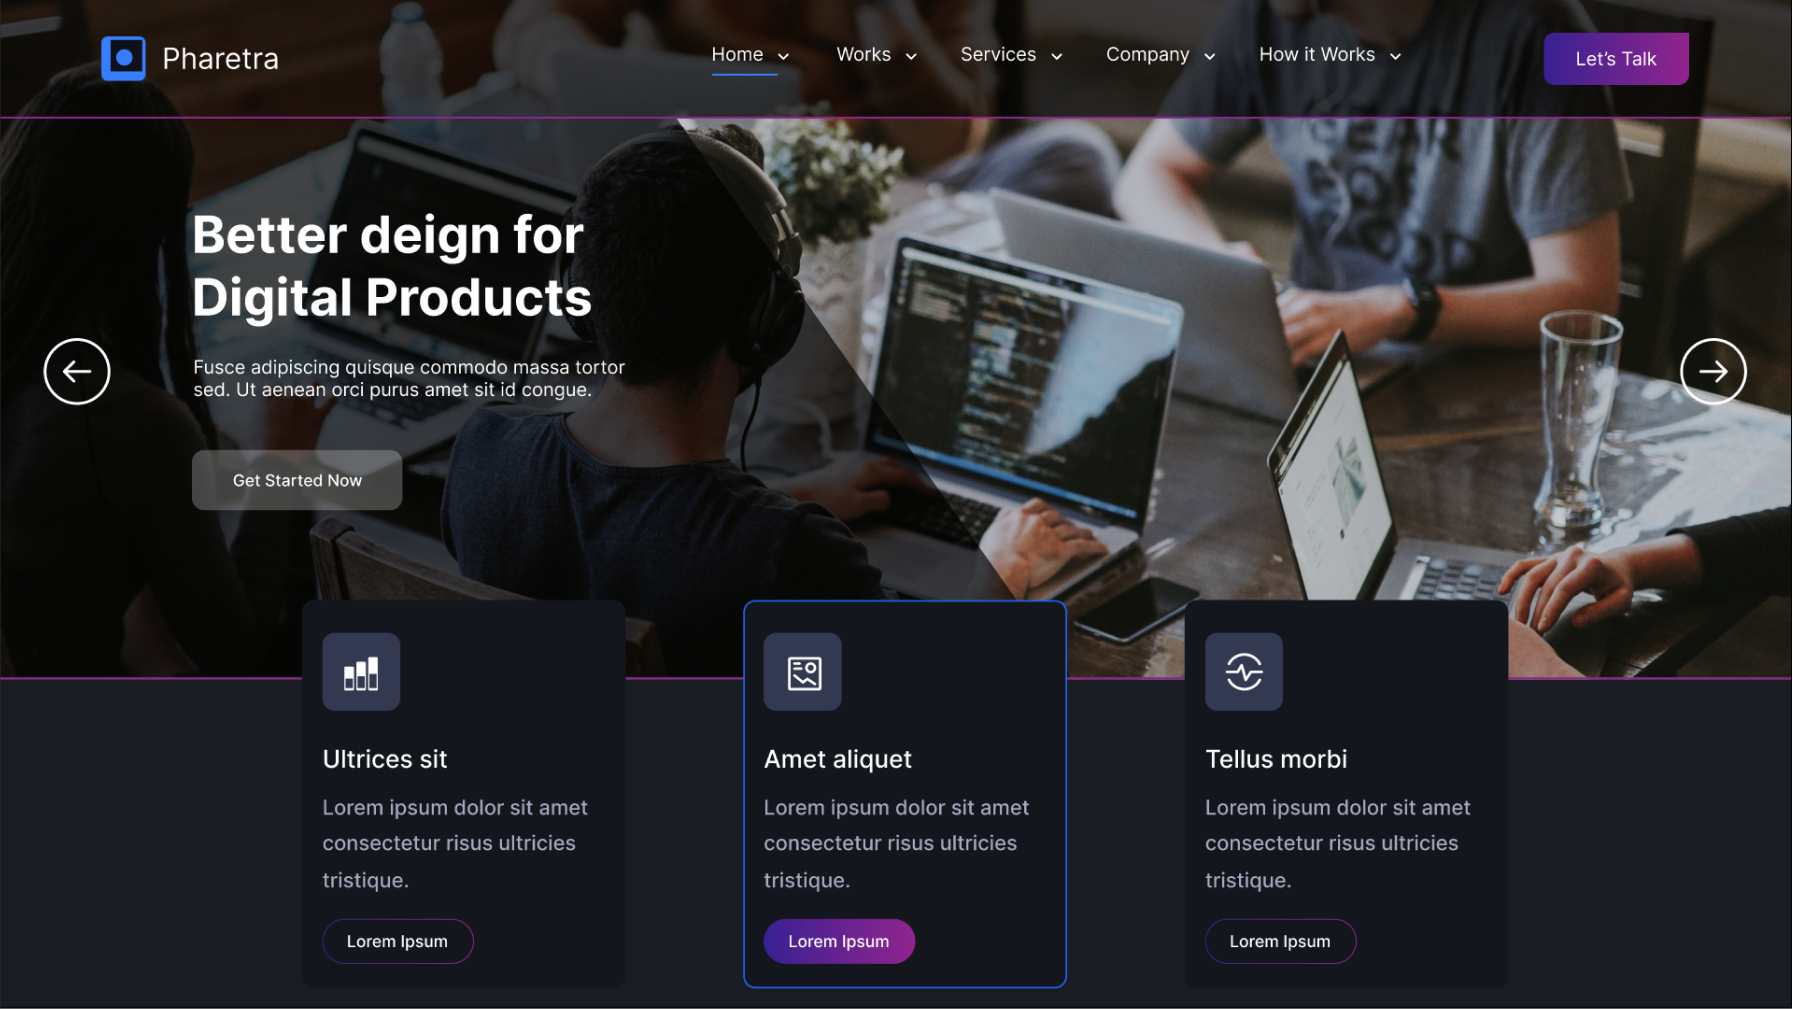 Pharetra
Home
Works
Services
Company
How it Works
Let's Talk
Better deign for
Digital Products
Fusce adipiscing quisque commodo massa tortor
sed. Ut aenean orci purus amet sit id congue.
Get Started Now
Ultrices sit
Lorem ipsum dolor sit amet
consectetur risus ultricies
tristique.
Lorem Ipsum
Amet aliquet
Lorem ipsum dolor sit amet
consectetur risus ultricies
tristique.
Lorem Ipsum
Tellus morbi
Lorem ipsum dolor sit amet
consectetur risus ultricies
tristique.
Lorem Ipsum